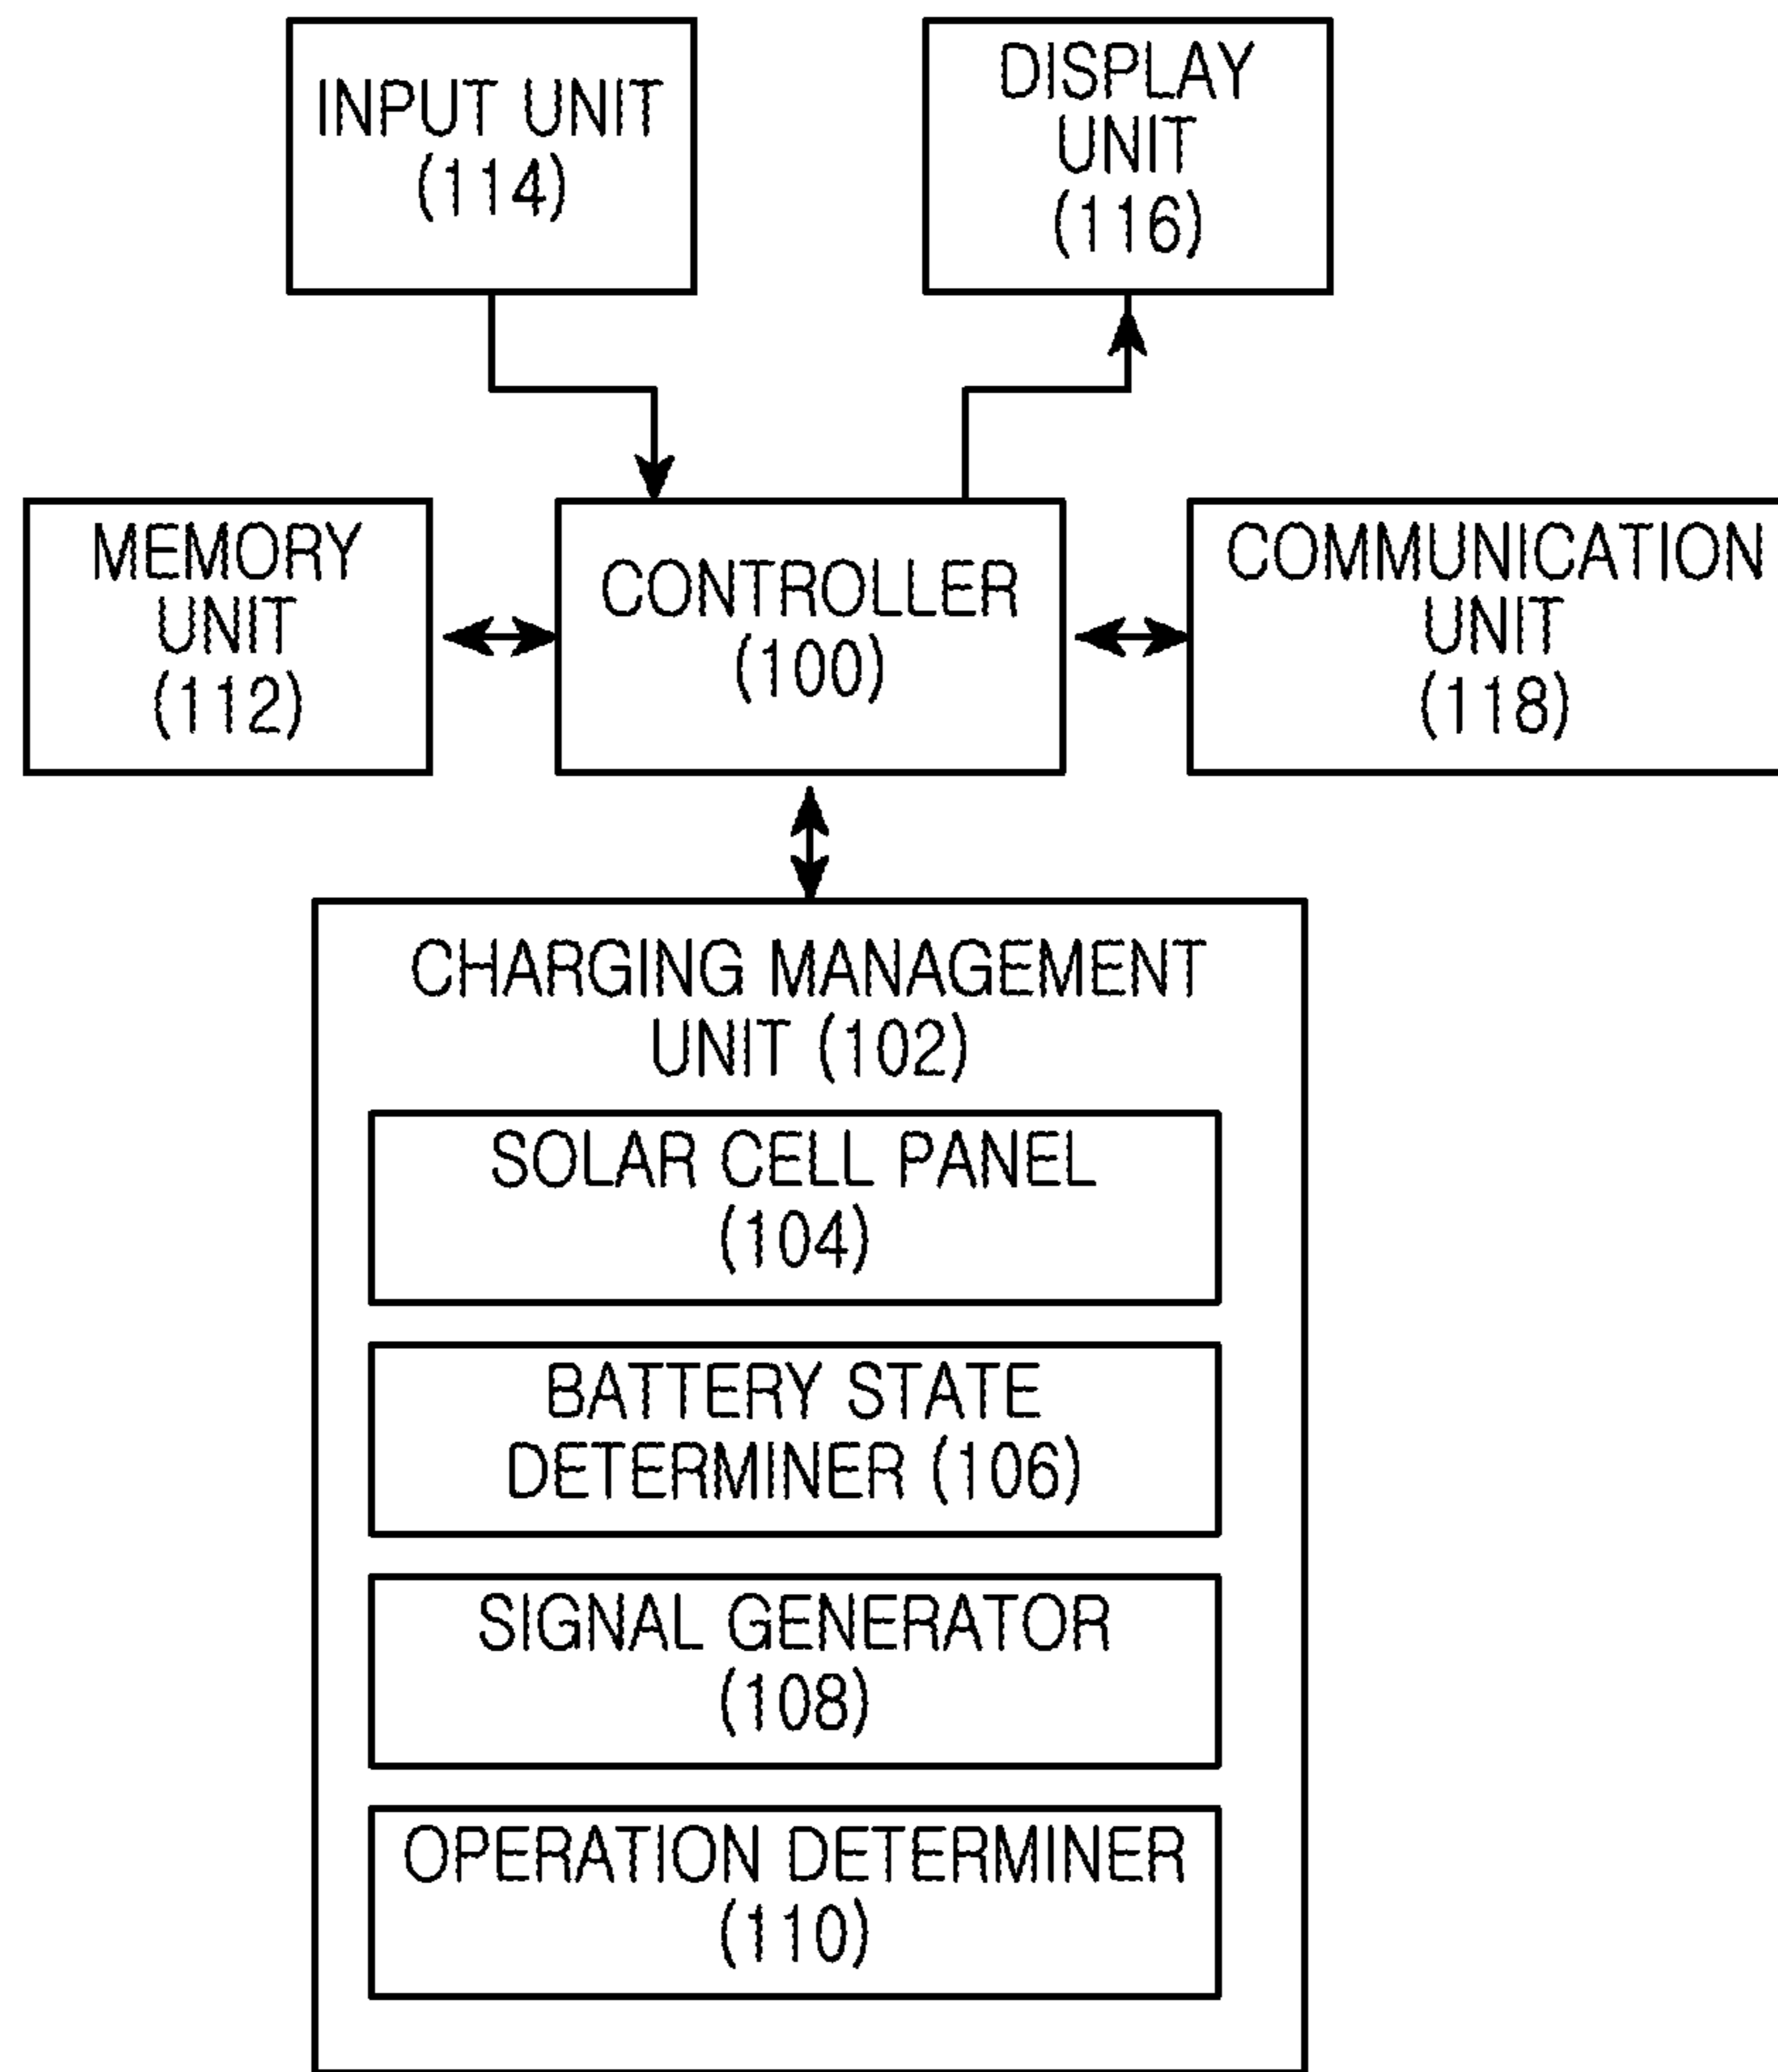 INPUT UNIT
(114)
DISPLAY
UNIT
(116)
MEMORY
UNIT
(112)
CONTROLLER
(100)
COMMUNICATION
UNIT
(118)
CHARGING MANAGEMENT
UNIT (102)
SOLAR CELL PANEL
(104)
BATTERY STATE
DETERMINER (106)
SIGNAL GENERATOR
(108)
OPERATION DETERMINER
(110)